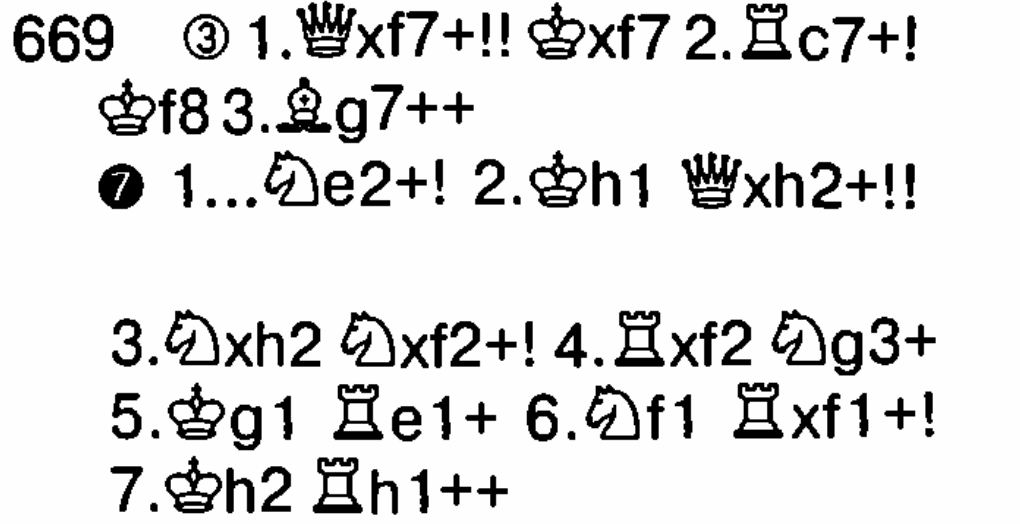 669 ③ 1.♕xf7+!! ♔xf7 2.♖c7+!
♔f8 3.♗g7++
❼ 1...♘e2+! 2.♔h1 ♕xh2+!!
3.♘xh2 ♘xf2+! 4.♖xf2 ♘g3+
5.♔g1 ♖e1+ 6.♘f1 ♖xf1+!
7.♔h2 ♖h1++